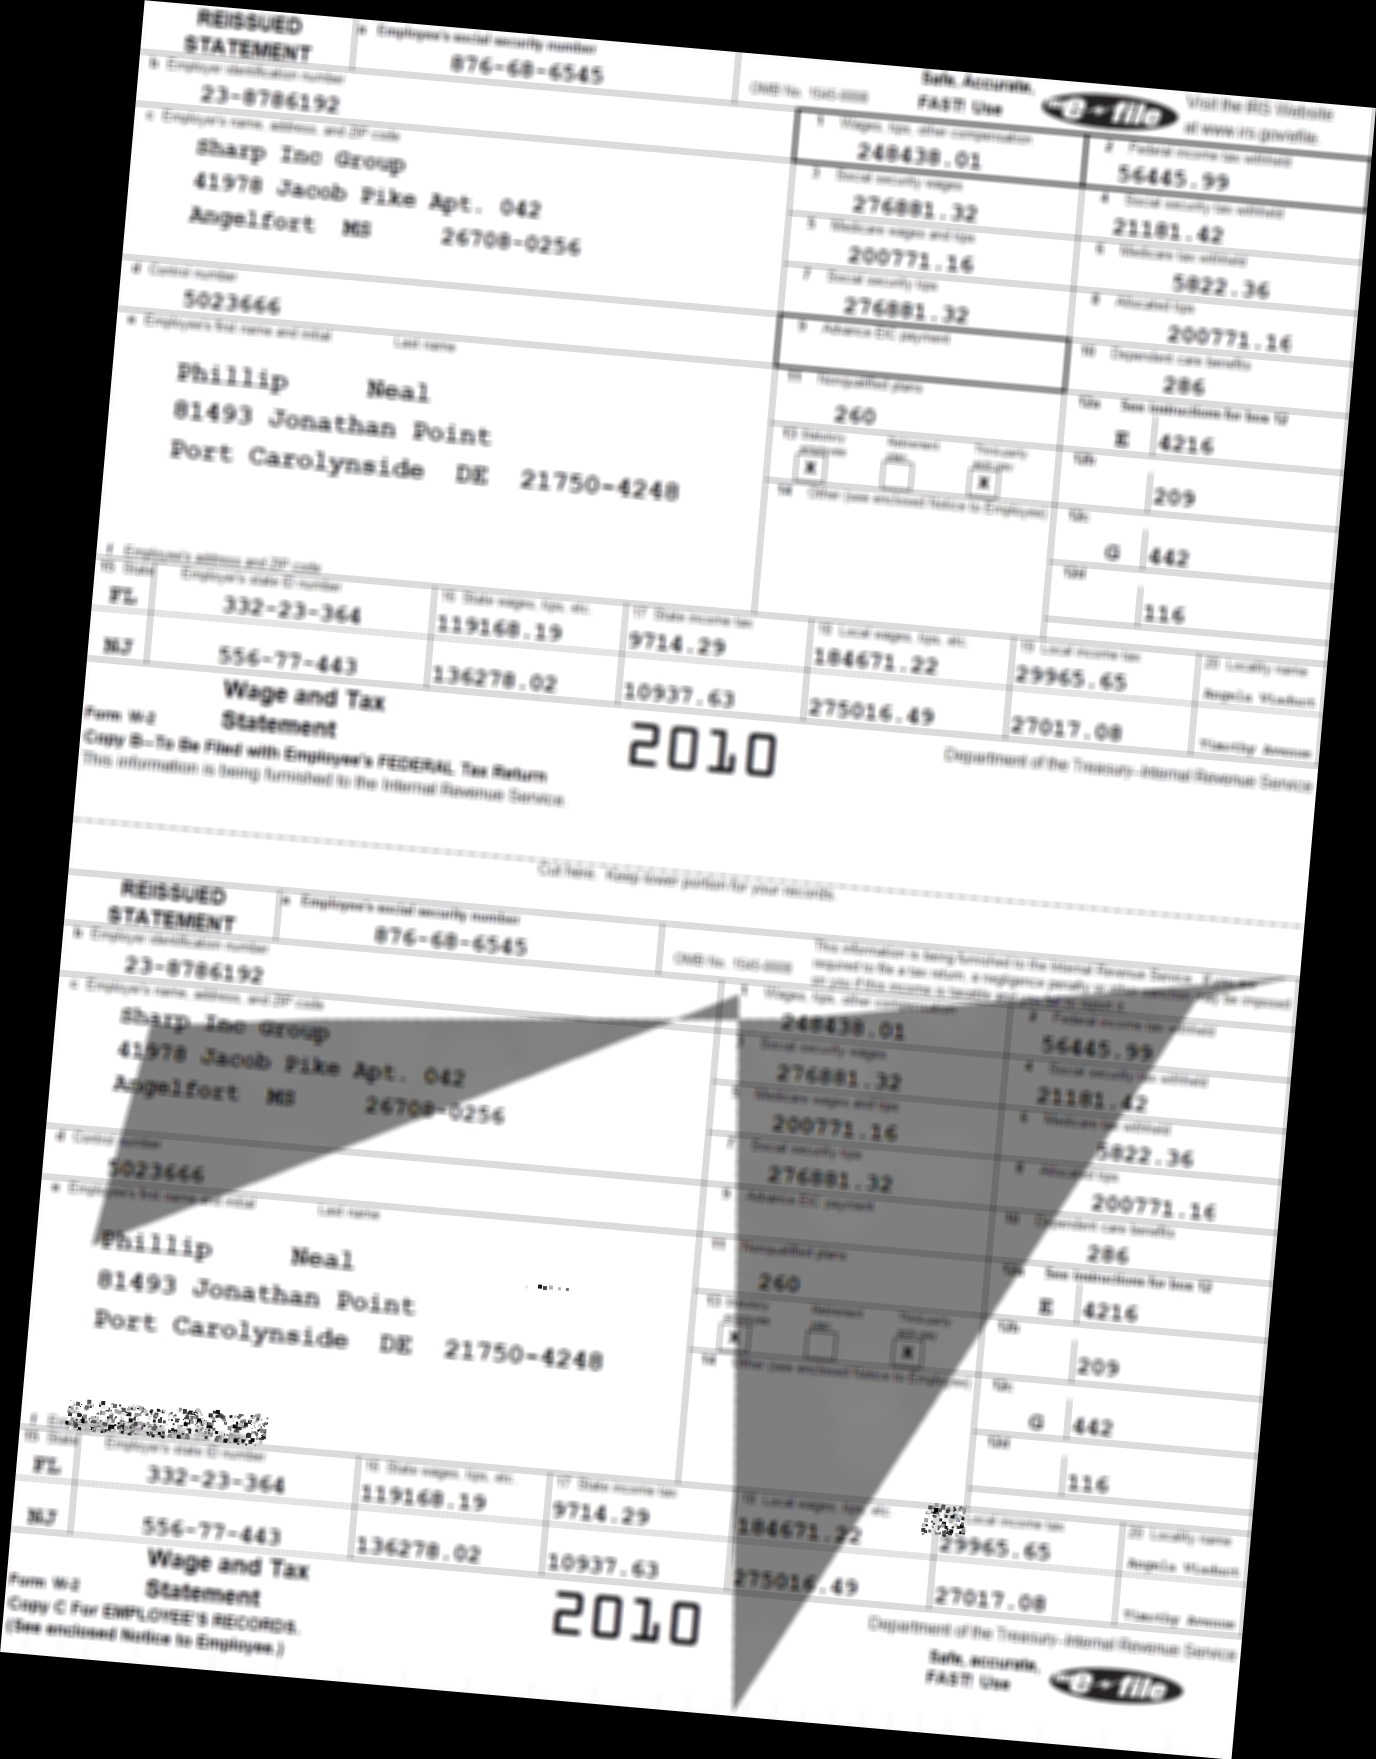 REISSUED STATEMENT
a Employee's social security number
876-68-6545
OMB No. 1545-0008
Safe, Accurate, FAST! Use
e-file
Visit the IRS Website at www.irs.gov/efile.
b Employer identification number
23-8786192
c Employer's name, address, and ZIP code
Sharp Inc Group
41978 Jacob Pike Apt. 042
Angelfort MS 26708-0256
1 Wages, tips, other compensation
248438.01
2 Federal income tax withheld
56445.99
3 Social security wages
276881.32
4 Social security tax withheld
21181.42
5 Medicare wages and tips
200771.16
6 Medicare tax withheld
5822.36
d Control number
5023666
7 Social security tips
276881.32
8 Allocated tips
200771.16
e Employee's first name and initial Last name
Phillip Neal
81493 Jonathan Point
Port Carolynside DE 21750-4248
9 Advance EIC payment
10 Dependent care benefits
286
11 Nonqualified plans
260
12a See instructions for box 12
E 4216
13 Statutory employee
Retirement plan
Third-party sick pay
X X
12b
209
14 Other (see enclosed Notice to Employee)
12c
G 442
12d
116
f Employee's address and ZIP code
15 State Employer's state ID number
16 State wages, tips, etc.
17 State income tax
18 Local wages, tips, etc.
19 Local income tax
20 Locality name
FL 332-23-364 119168.19 9714.29 184671.22 29965.65 Angela
NJ 556-77-443 136278.02 10937.63 275016.49 27017.08
Form W-2
Wage and Tax Statement
2010
Department of the Treasury-Internal Revenue Service
Copy B-To Be Filed with Employee's FEDERAL Tax Return
This information is being furnished to the Internal Revenue Service.
Cut here. Keep lower portion for your records.
REISSUED STATEMENT
a Employee's social security number
876-68-6545
OMB No. 1545-0008
This information is being furnished to the Internal Revenue Service. If you are
required to file a tax return, a negligence penalty or other sanction may be imposed
on you if this income is taxable and you fail to report it.
b Employer identification number
23-8786192
c Employer's name, address, and ZIP code
Sharp Inc Group
41978 Jacob Pike Apt. 042
Angelfort MS 26708-0256
1 Wages, tips, other compensation
248438.01
2 Federal income tax withheld
56445.99
3 Social security wages
276881.32
4 Social security tax withheld
21181.42
5 Medicare wages and tips
200771.16
6 Medicare tax withheld
5822.36
d Control number
5023666
7 Social security tips
276881.32
8 Allocated tips
200771.16
e Employee's first name and initial Last name
Phillip Neal
81493 Jonathan Point
Port Carolynside DE 21750-4248
9 Advance EIC payment
10 Dependent care benefits
286
11 Nonqualified plans
260
12a See instructions for box 12
E 4216
13 Statutory employee
Retirement plan
Third-party sick pay
X X
12b
209
14 Other (see enclosed Notice to Employee)
12c
G 442
12d
116
15 State Employer's state ID number
16 State wages, tips, etc.
17 State income tax
18 Local wages, tips, etc.
Local income tax
20 Locality name
FL 332-23-364 119168.19 9714.29 184671.22 29965.65 Angela
NJ 556-77-443 136278.02 10937.63 275016.49 27017.08
Form W-2
Wage and Tax Statement
2010
Department of the Treasury-Internal Revenue Service
Copy C For EMPLOYEE'S RECORDS.
(See enclosed Notice to Employee.)
Safe, accurate, FAST! Use
e-file